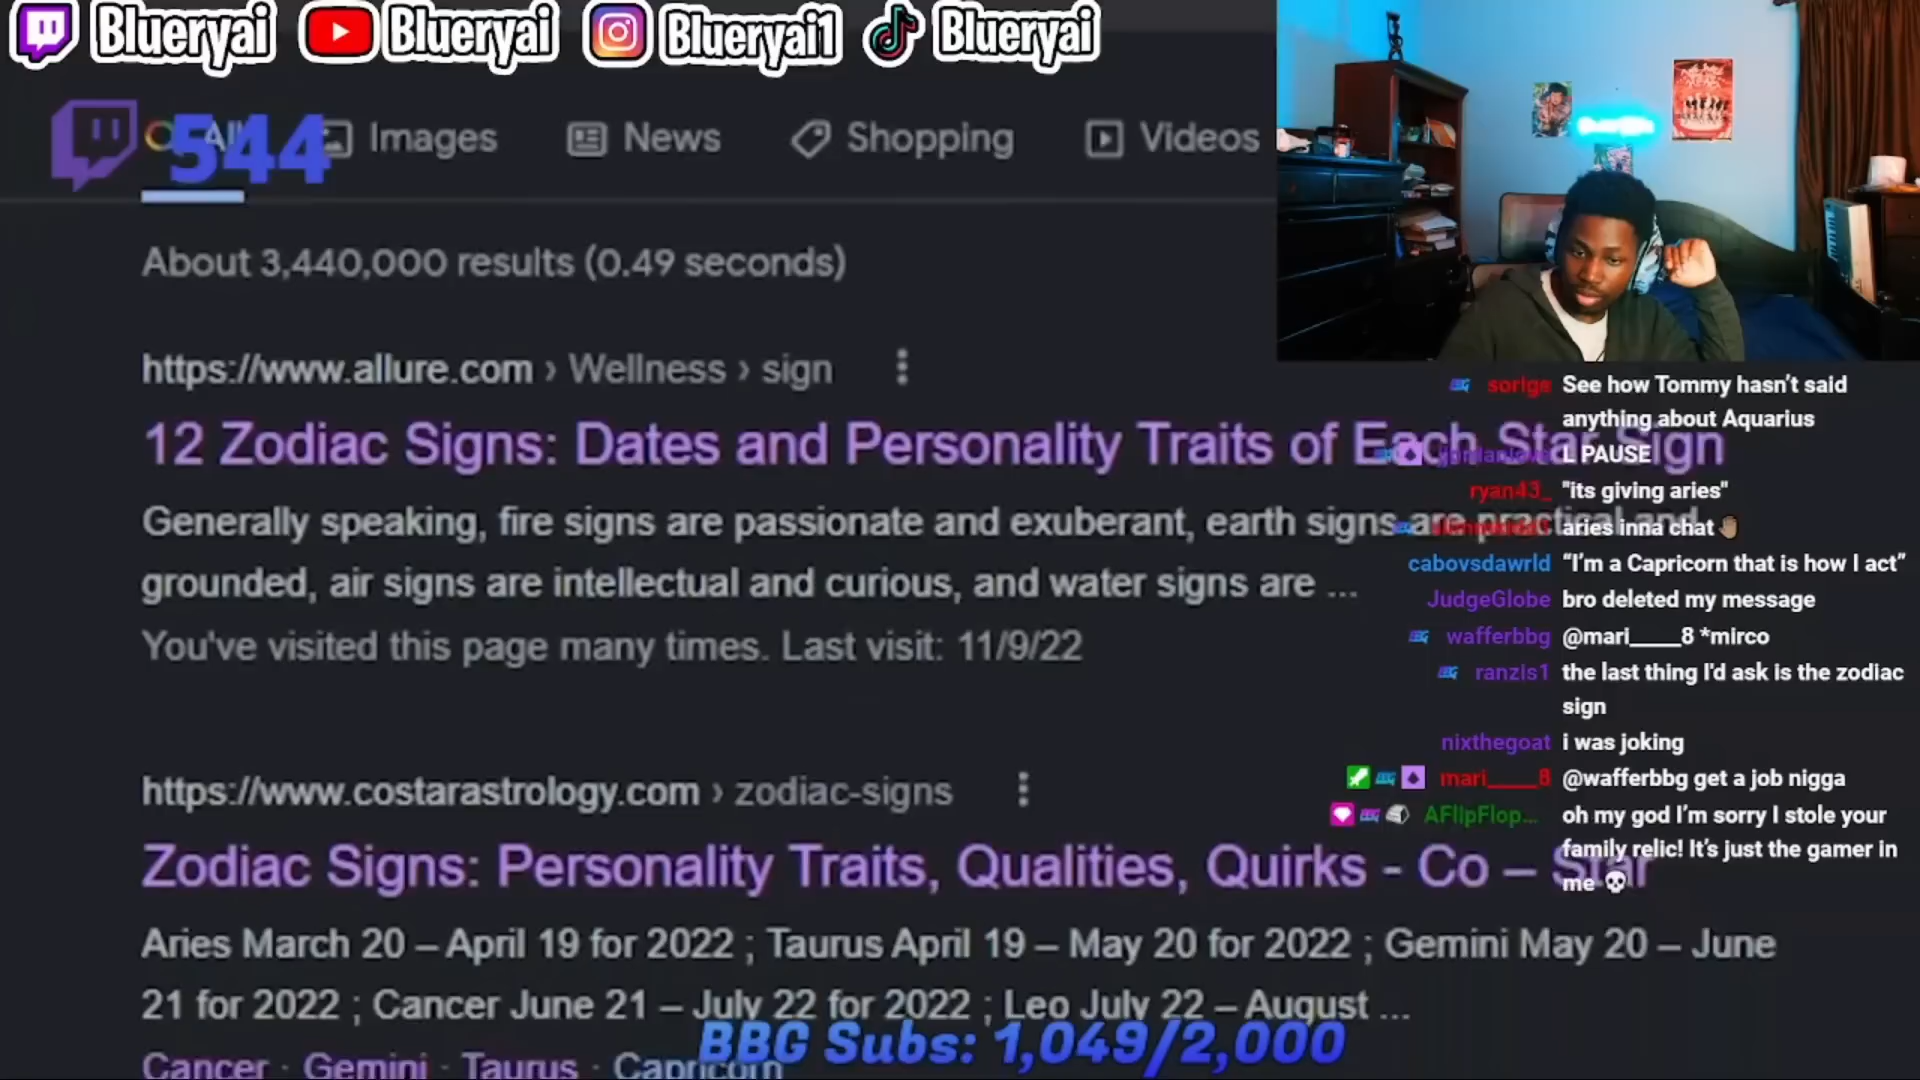 Blueryai Blueryai Blueryai1 Blueryai
544
All Images News Shopping Videos
About 3,440,000 results (0.49 seconds)
https://www.allure.com › Wellness › sign
12 Zodiac Signs: Dates and Personality Traits of Each Star Sign
Generally speaking, fire signs are passionate and exuberant, earth signs are practical and
grounded, air signs are intellectual and curious, and water signs are ...
You've visited this page many times. Last visit: 11/9/22
https://www.costarastrology.com › zodiac-signs
Zodiac Signs: Personality Traits, Qualities, Quirks - Co – Star
Aries March 20 – April 19 for 2022 ; Taurus April 19 – May 20 for 2022 ; Gemini May 20 – June
21 for 2022 ; Cancer June 21 – July 22 for 2022 ; Leo July 22 – August ...
Cancer · Gemini · Taurus · Capricorn
BBG Subs: 1,049/2,000
See how Tommy hasn't said
anything about Aquarius
L PAUSE
ryan43_ "its giving aries"
aries inna chat
cabovsdawrld “I’m a Capricorn that is how I act”
JudgeGlobe bro deleted my message
wafferbbg @mari____8 *mirco
ranzis1 the last thing I'd ask is the zodiac
sign
nixthegoat i was joking
mari____8 @wafferbbg get a job nigga
AFlipFlop... oh my god I’m sorry I stole your
family relic! It’s just the gamer in
me 💀